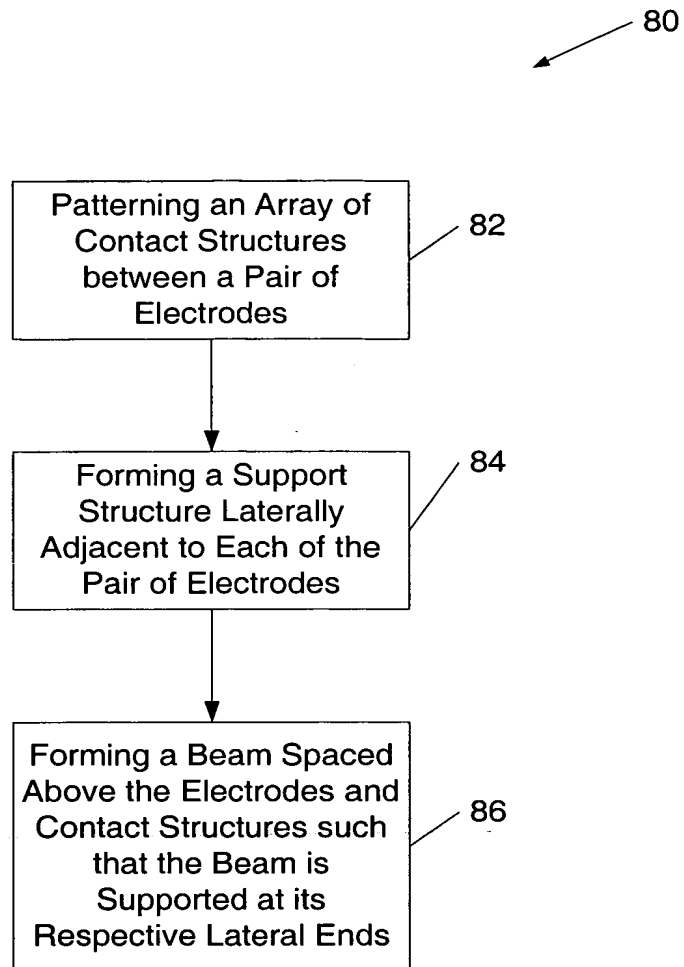 80
Patterning an Array of
Contact Structures
between a Pair of
Electrodes
82
Forming a Support
Structure Laterally
Adjacent to Each of the
Pair of Electrodes
84
Forming a Beam Spaced
Above the Electrodes and
Contact Structures such
that the Beam is
Supported at its
Respective Lateral Ends
86